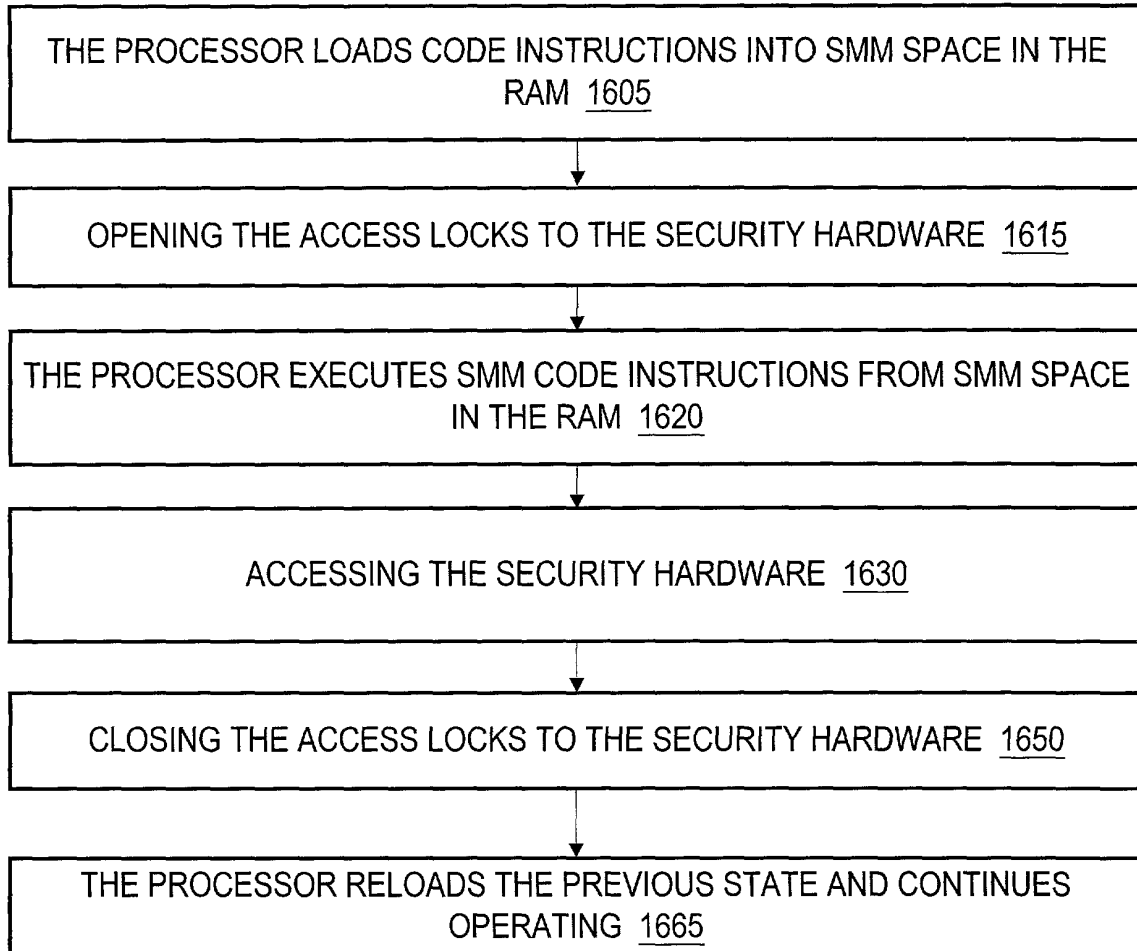 THE PROCESSOR LOADS CODE INSTRUCTIONS INTO SMM SPACE IN THE
RAM 1605
OPENING THE ACCESS LOCKS TO THE SECURITY HARDWARE 1615
THE PROCESSOR EXECUTES SMM CODE INSTRUCTIONS FROM SMM SPACE
IN THE RAM 1620
ACCESSING THE SECURITY HARDWARE 1630
CLOSING THE ACCESS LOCKS TO THE SECURITY HARDWARE 1650
THE PROCESSOR RELOADS THE PREVIOUS STATE AND CONTINUES
OPERATING 1665